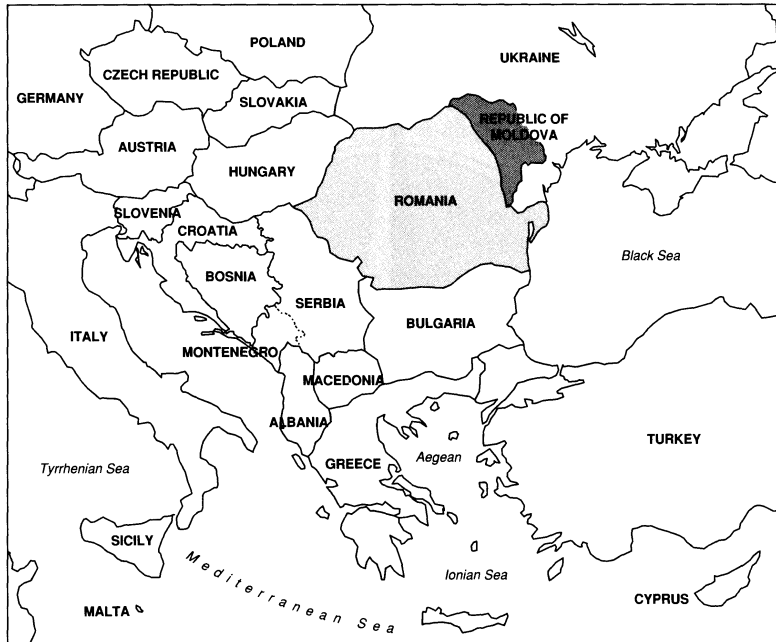 POLAND
UKRAINE
CZECH REPUBLIC
GERMANY
SLOVAKIA
REPUBLIC OF
MOLDOVA
AUSTRIA
HUNGARY
ROMANIA
SLOVENIA
CROATIA
Black Sea
BOSNIA
SERBIA
BULGARIA
ITALY
MONTENEGRO
MACEDONIA
ALBANIA
TURKEY
Aegean
GREECE
Tyrrhenian Sea
SICILY
Mediterranean Sea
Ionian Sea
CYPRUS
MALTA